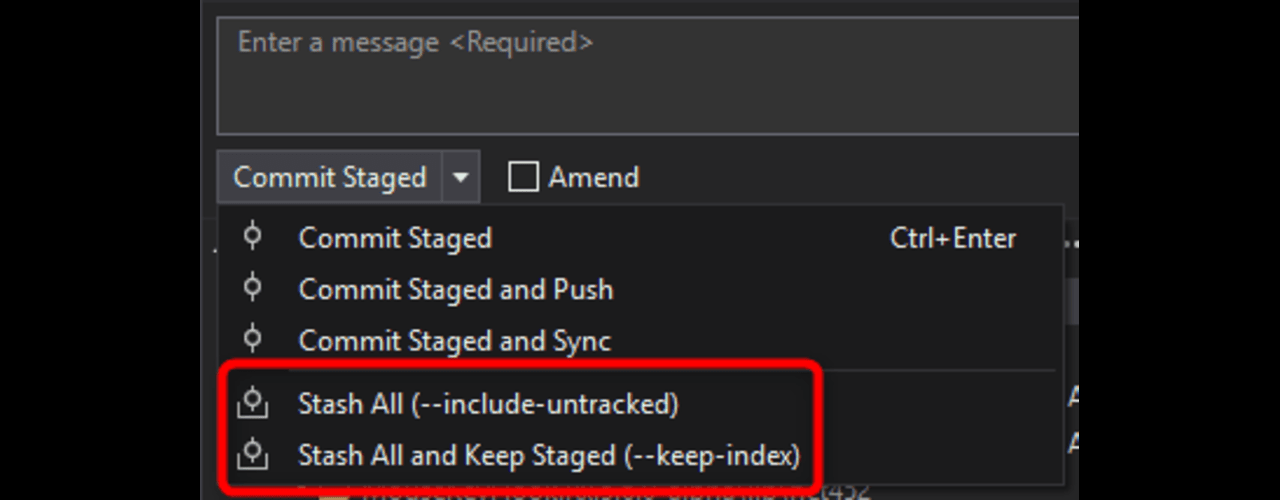 Enter a message <Required>
Commit Staged
Amend
Commit Staged Ctrl+Enter
Commit Staged and Push
Commit Staged and Sync
Stash All (--include-untracked)
Stash All and Keep Staged (--keep-index)